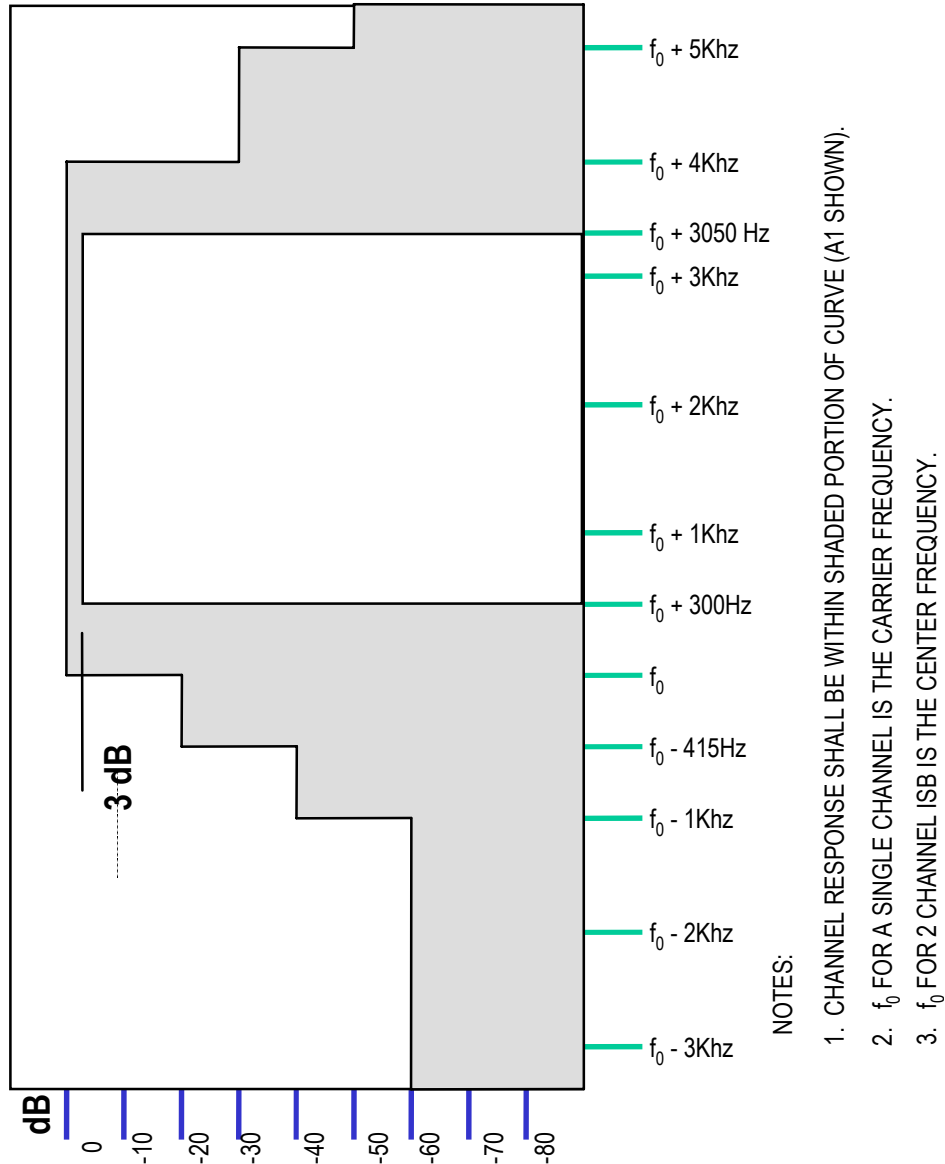 dB
0
-10
-20
-30
-40
-50
-60
-70
-80
3 dB
f₀ - 3Khz
f₀ - 2Khz
f₀ - 1Khz
f₀ - 415Hz
f₀
f₀ + 300Hz
f₀ + 1Khz
f₀ + 2Khz
f₀ + 3Khz
f₀ + 3050 Hz
f₀ + 4Khz
f₀ + 5Khz
NOTES:
1. CHANNEL RESPONSE SHALL BE WITHIN SHADED PORTION OF CURVE (A1 SHOWN).
2. f₀ FOR A SINGLE CHANNEL IS THE CARRIER FREQUENCY.
3. f₀ FOR 2 CHANNEL ISB IS THE CENTER FREQUENCY.